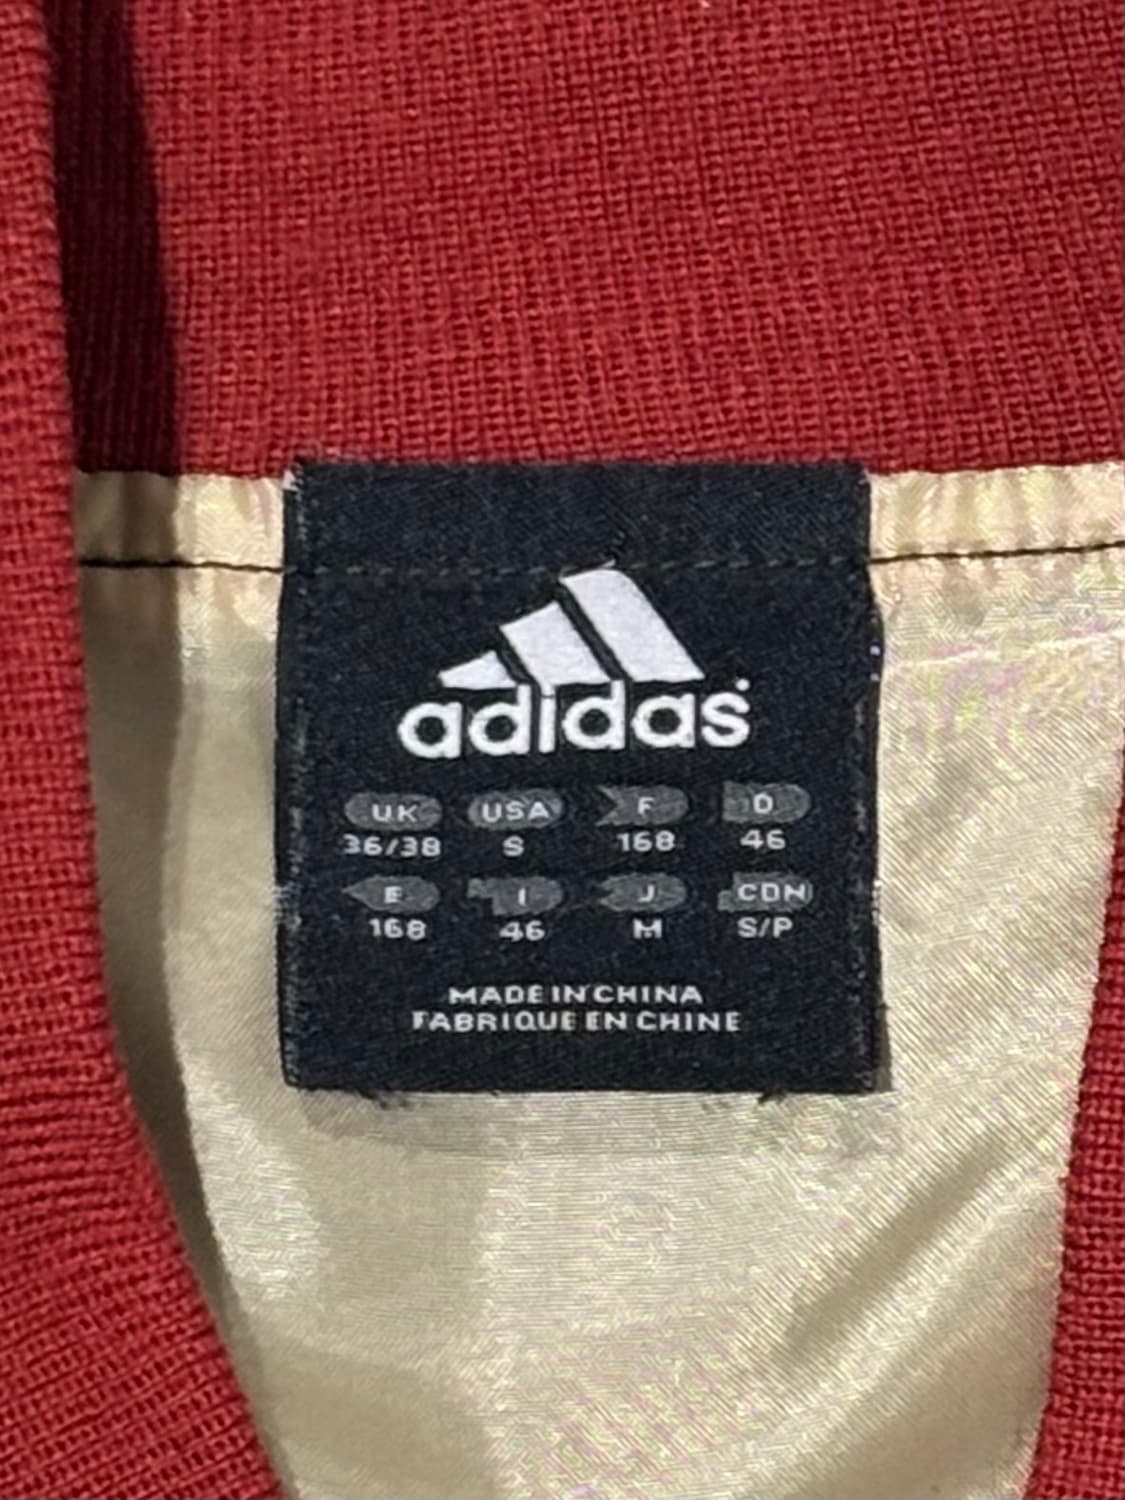 adidas
UK USA F D
36/38 S 168 46
E I J CDN
168 46 M S/P
MADE IN CHINA
FABRIQUE EN CHINE